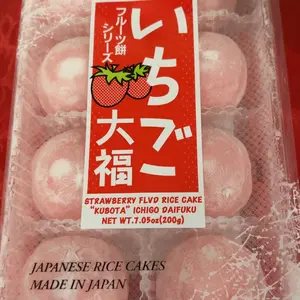 フルーツ餅
シリーズ
いちご
大福
STRAWBERRY FLVD RICE CAKE
"KUBOTA" ICHIGO DAIFUKU
NET WT.7.05oz(200g)
JAPANESE RICE CAKES
MADE IN JAPAN